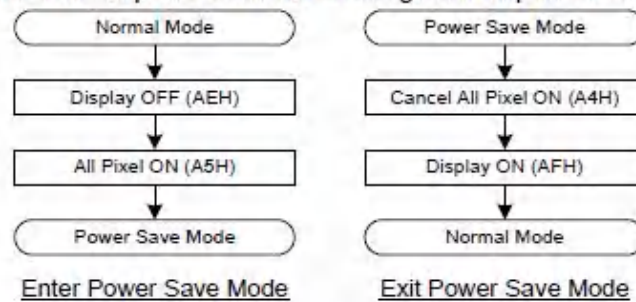 Normal Mode
Display OFF (AEH)
All Pixel ON (A5H)
Power Save Mode
Enter Power Save Mode
Power Save Mode
Cancel All Pixel ON (A4H)
Display ON (AFH)
Normal Mode
Exit Power Save Mode